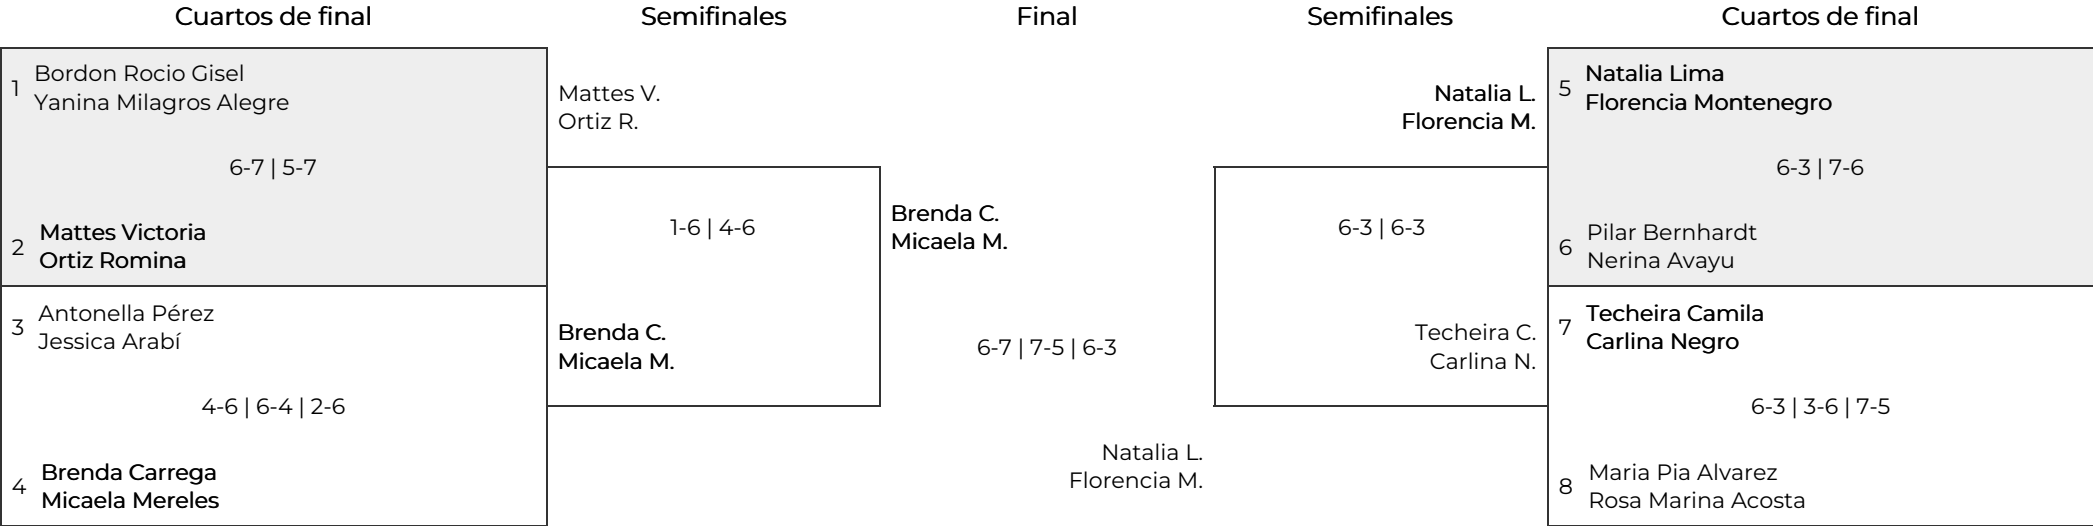 Cuartos de final
Semifinales
Final
Semifinales
Cuartos de final
1
Bordon Rocio Gisel
Yanina Milagros Alegre
6-7 | 5-7
2
Mattes Victoria
Ortiz Romina
3
Antonella Pérez
Jessica Arabí
4-6 | 6-4 | 2-6
4
Brenda Carrega
Micaela Mereles
Mattes V.
Ortiz R.
1-6 | 4-6
Brenda C.
Micaela M.
Brenda C.
Micaela M.
6-7 | 7-5 | 6-3
Natalia L.
Florencia M.
Natalia L.
Florencia M.
6-3 | 6-3
Techeira C.
Carlina N.
5
Natalia Lima
Florencia Montenegro
6-3 | 7-6
6
Pilar Bernhardt
Nerina Avayu
7
Techeira Camila
Carlina Negro
6-3 | 3-6 | 7-5
8
Maria Pia Alvarez
Rosa Marina Acosta